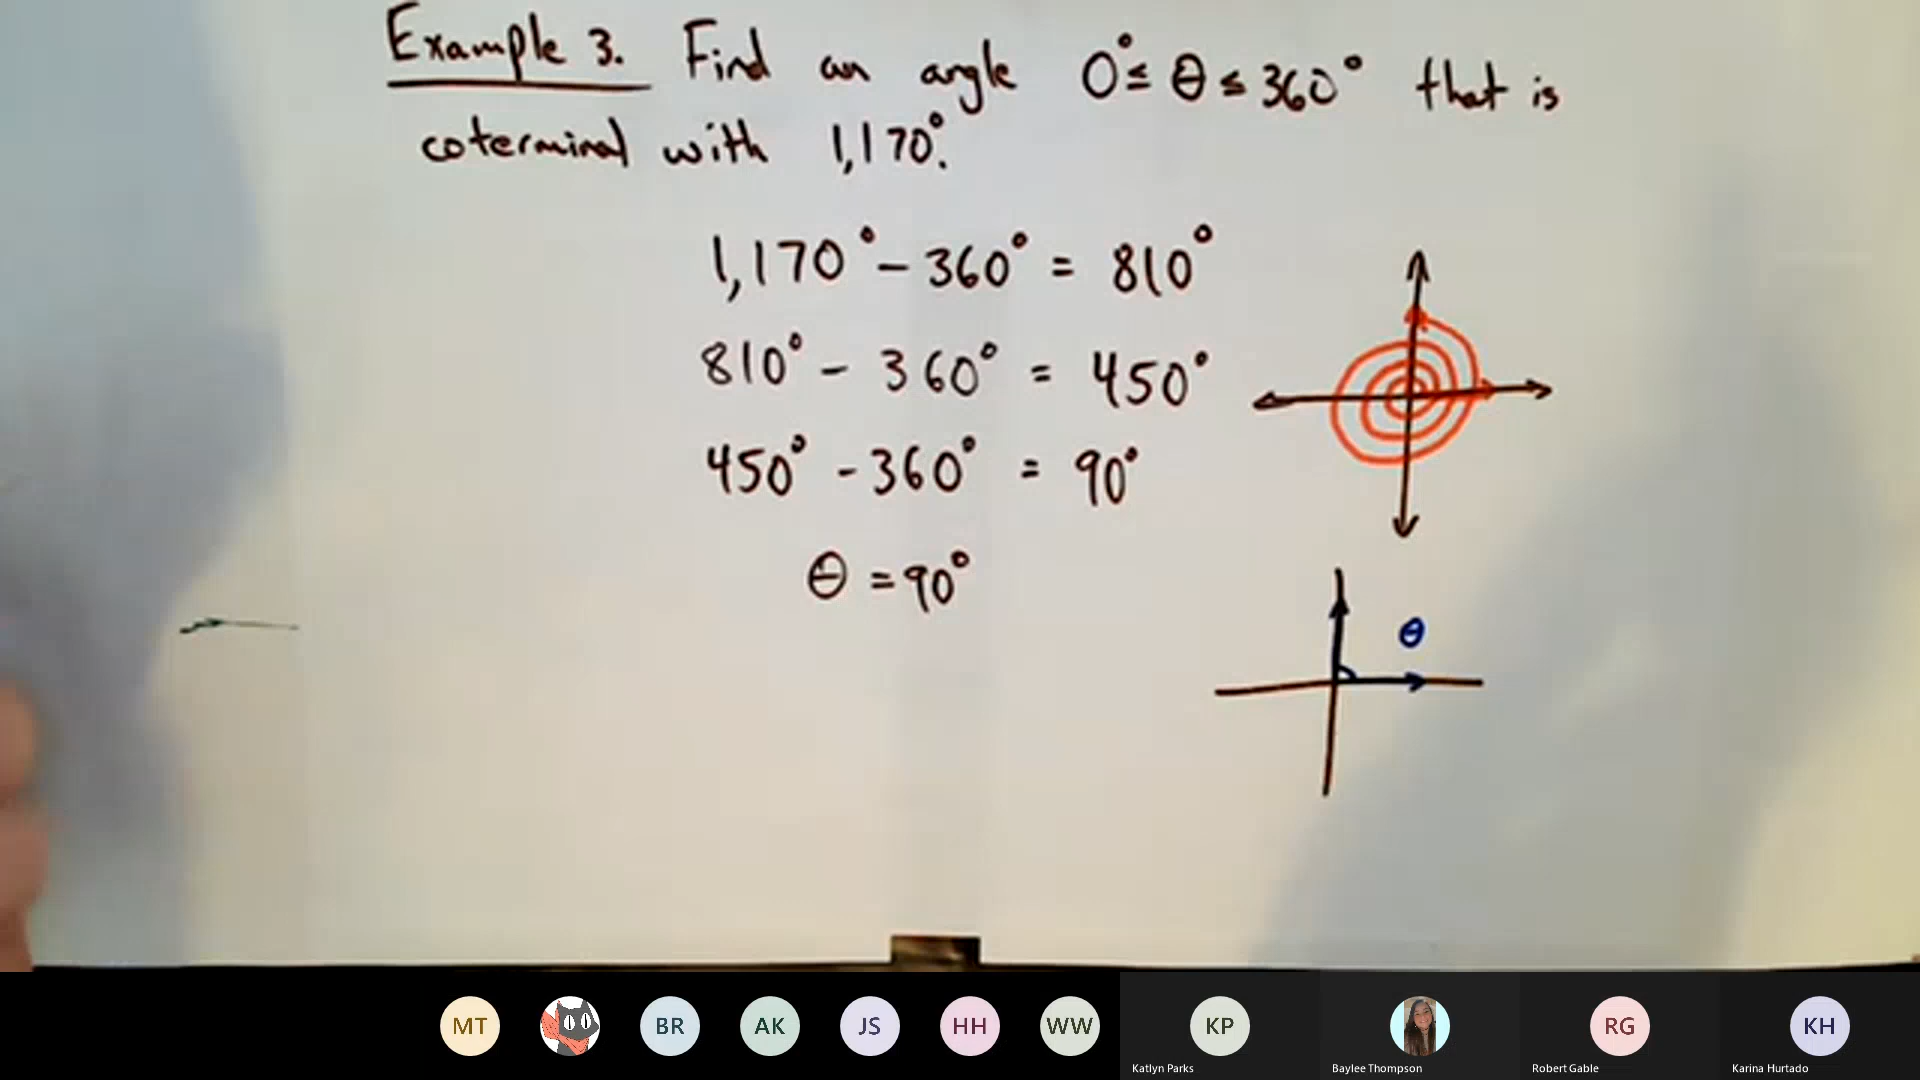 Example 3. Find an angle 0° ≤ θ ≤ 360° that is
coterminal with 1,170°.
1,170° - 360° = 810°
810° - 360° = 450°
450° - 360° = 90°
θ = 90°
θ
MT
BR
AK
JS
HH
WW
KP
RG
KH
Katlyn Parks
Baylee Thompson
Robert Gable
Karina Hurtado